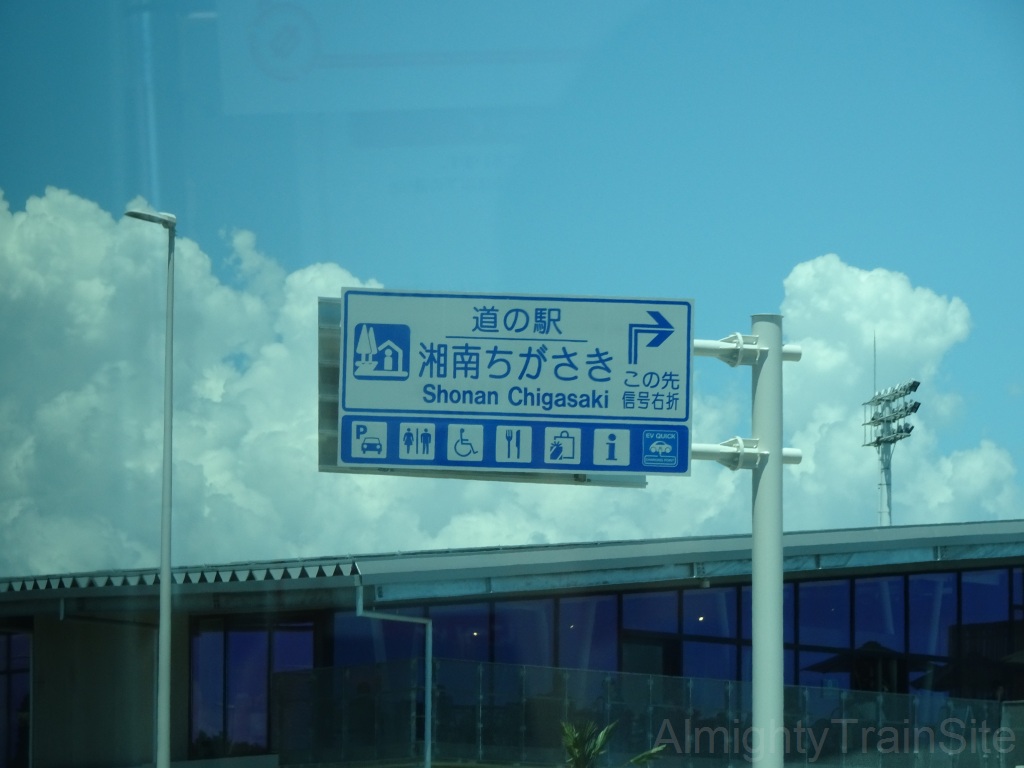 道の駅
湘南ちがさき
Shonan Chigasaki
この先
信号右折
P
i
EV QUICK
AlmightyTrainSite